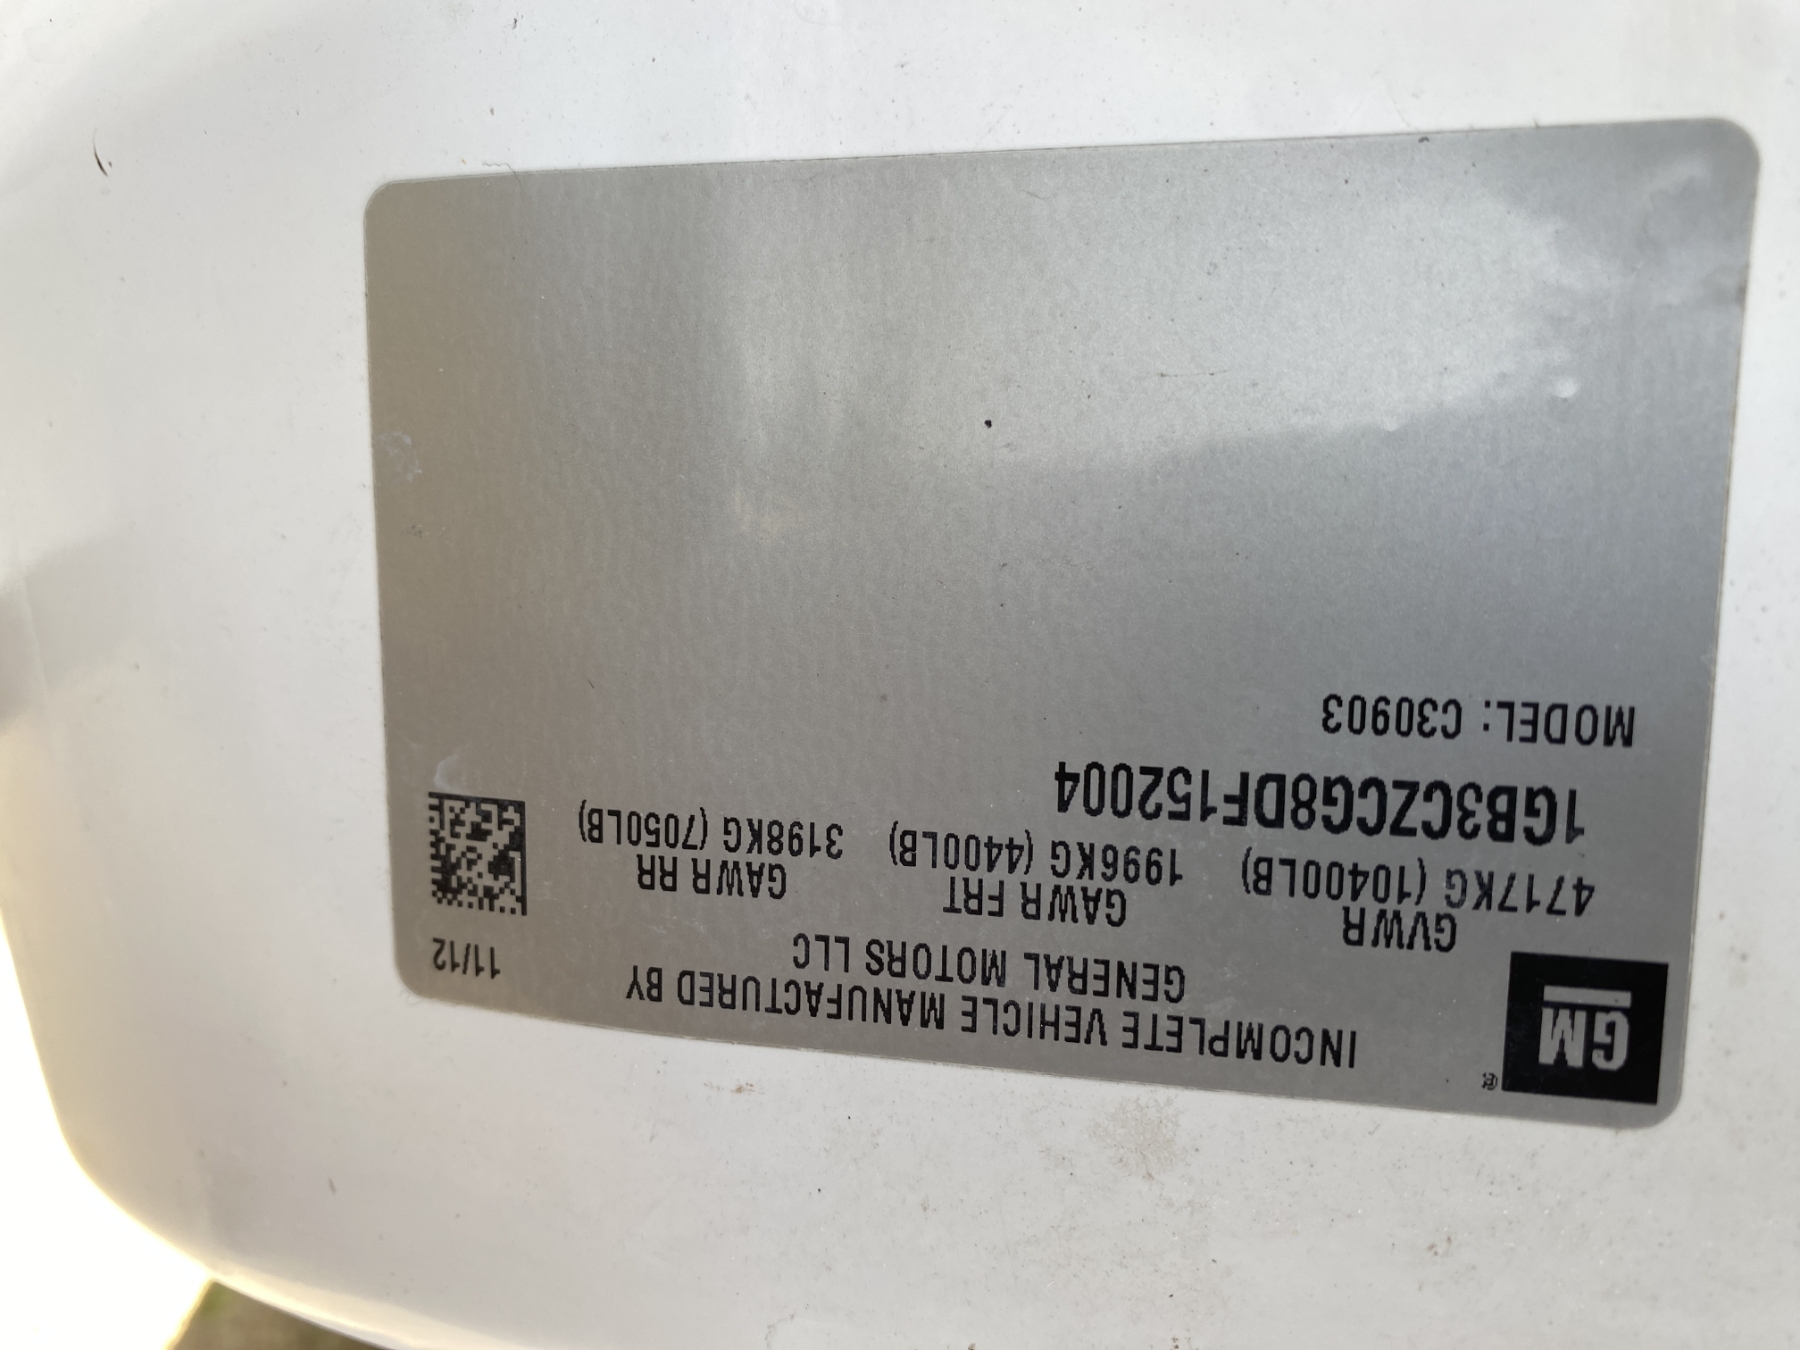 GM®
INCOMPLETE VEHICLE MANUFACTURED BY
GENERAL MOTORS LLC
11/12
GVWR GAWR FRT GAWR RR
4717KG (10400LB) 1996KG (4400LB) 3198KG (7050LB)
1GB3CZCG8DF152004
MODEL: C30903